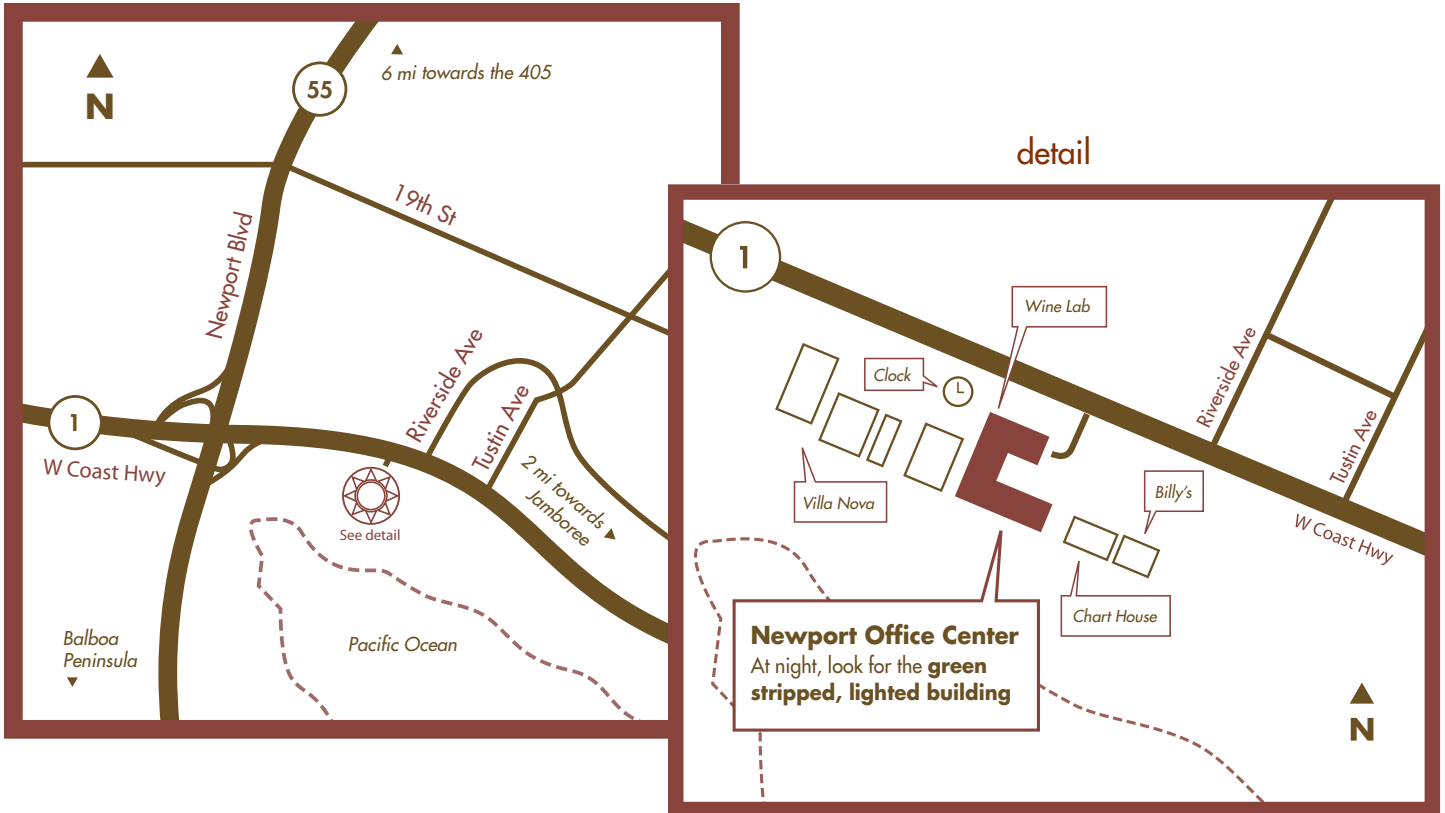 55
6 mi towards the 405
N
19th St
Newport Blvd
Riverside Ave
Tustin Ave
1
W Coast Hwy
2 mi towards
Jamboree
See detail
Balboa
Peninsula
Pacific Ocean
detail
1
Wine Lab
Clock
Riverside Ave
Tustin Ave
Villa Nova
Billy's
W Coast Hwy
Chart House
Newport Office Center
At night, look for the green
stripped, lighted building
N